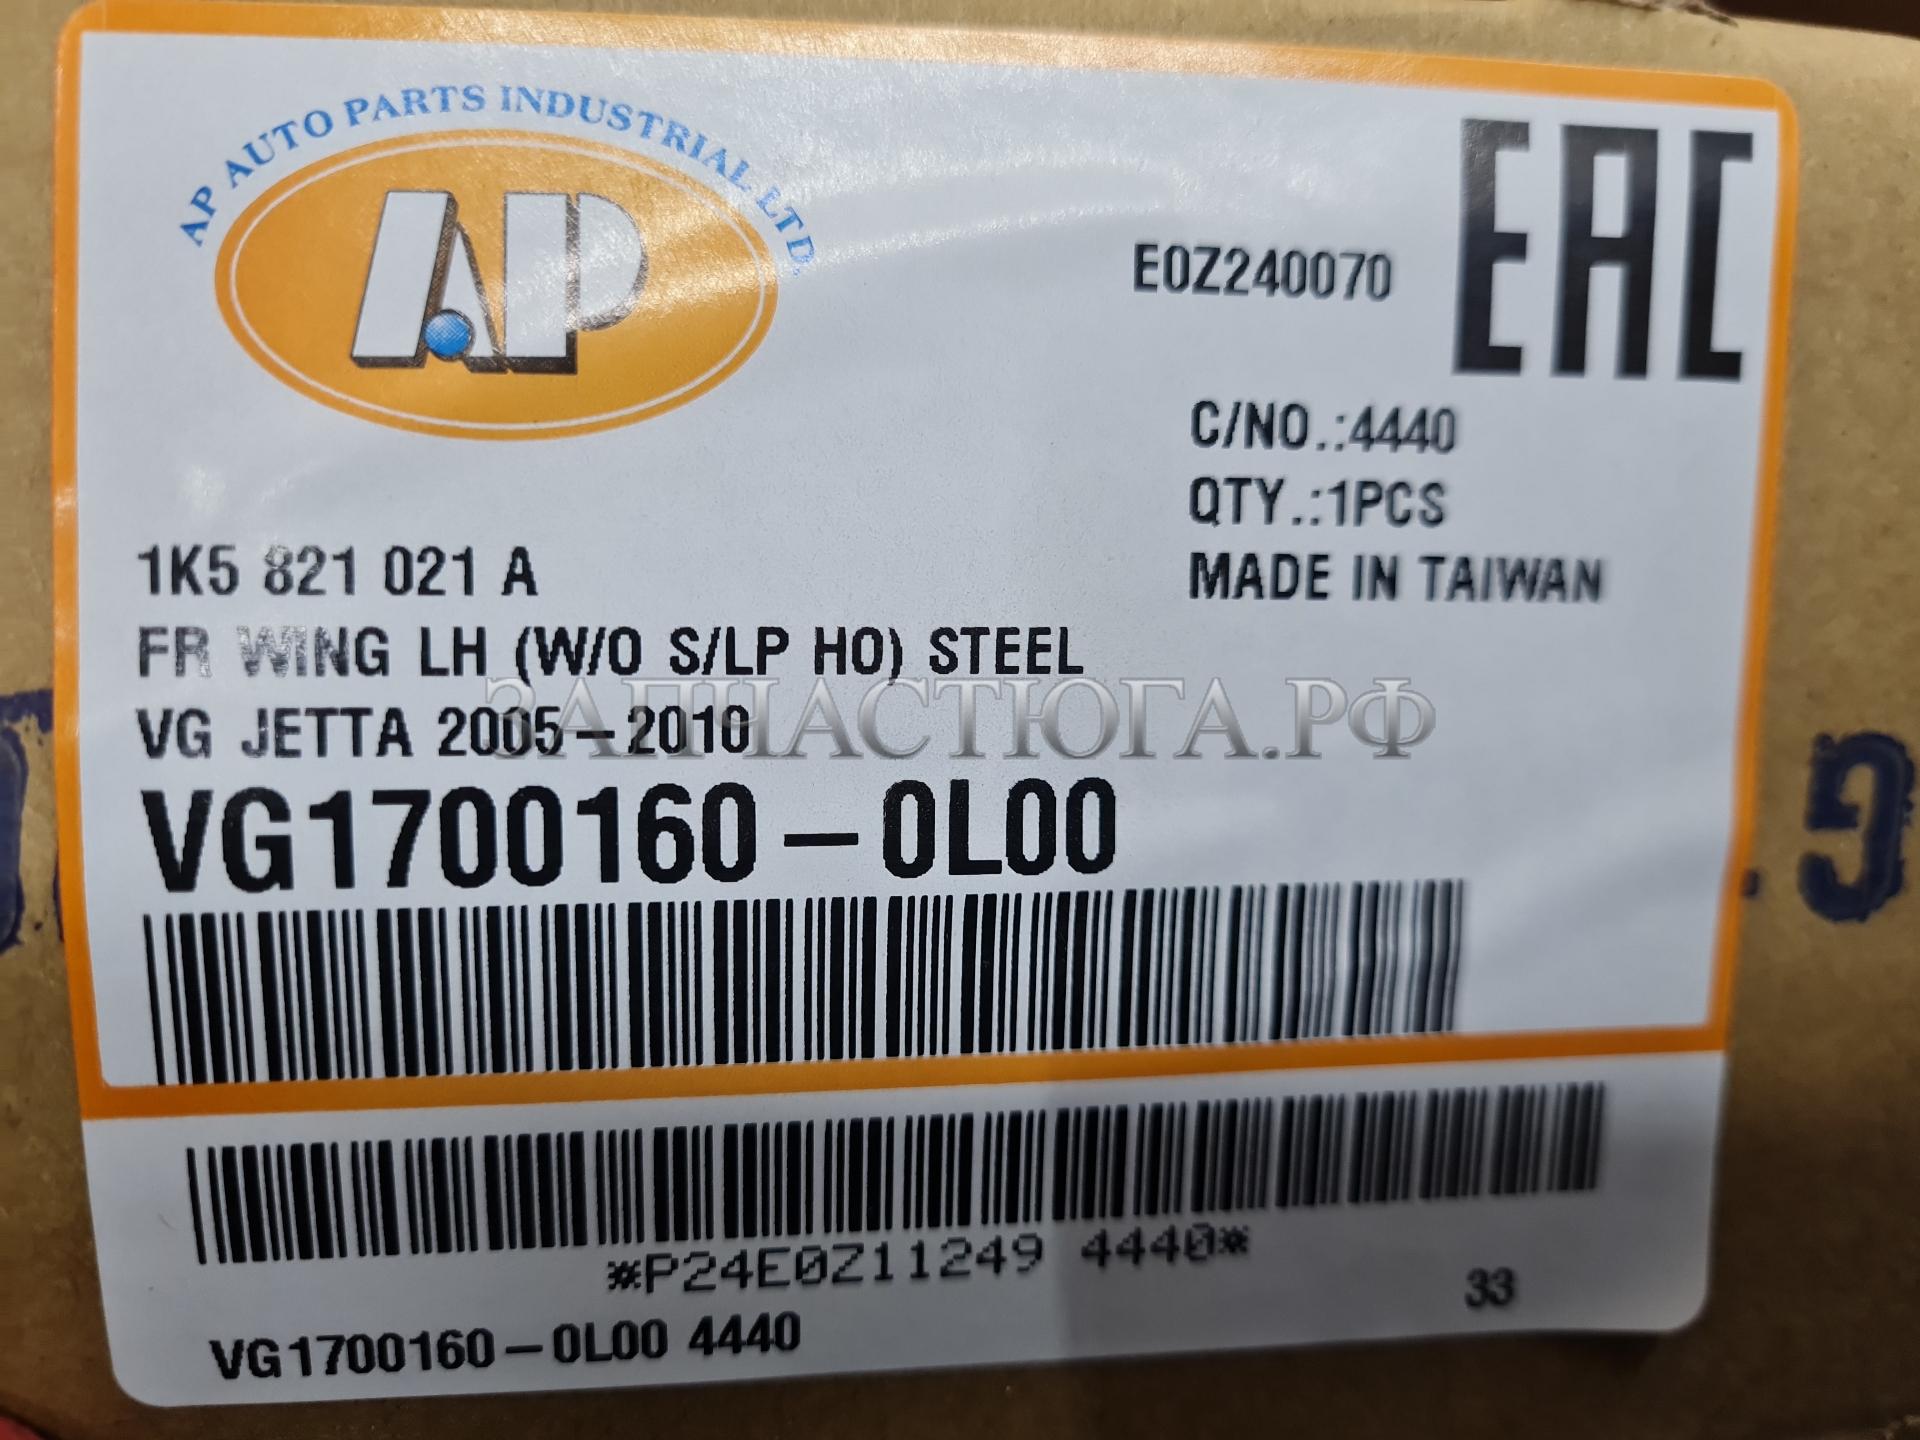 AP AUTO PARTS INDUSTRIAL LTD.
AP
EAC
E0Z240070
C/NO.:4440
QTY.:1PCS
MADE IN TAIWAN
1K5 821 021 A
FR WING LH (W/O S/LP HO) STEEL
ЗАПЧАСТЮГА.РФ
VG JETTA 2005-2010
VG1700160-0L00
*P24E0Z11249 4440*
33
VG1700160-0L00 4440